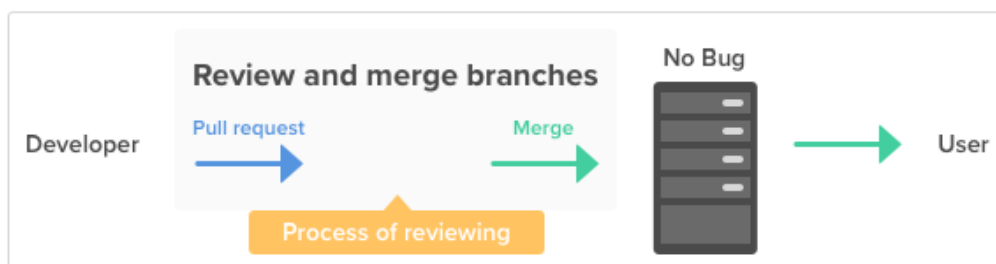 Review and merge branches
No Bug
Developer
Pull request
Merge
User
Process of reviewing